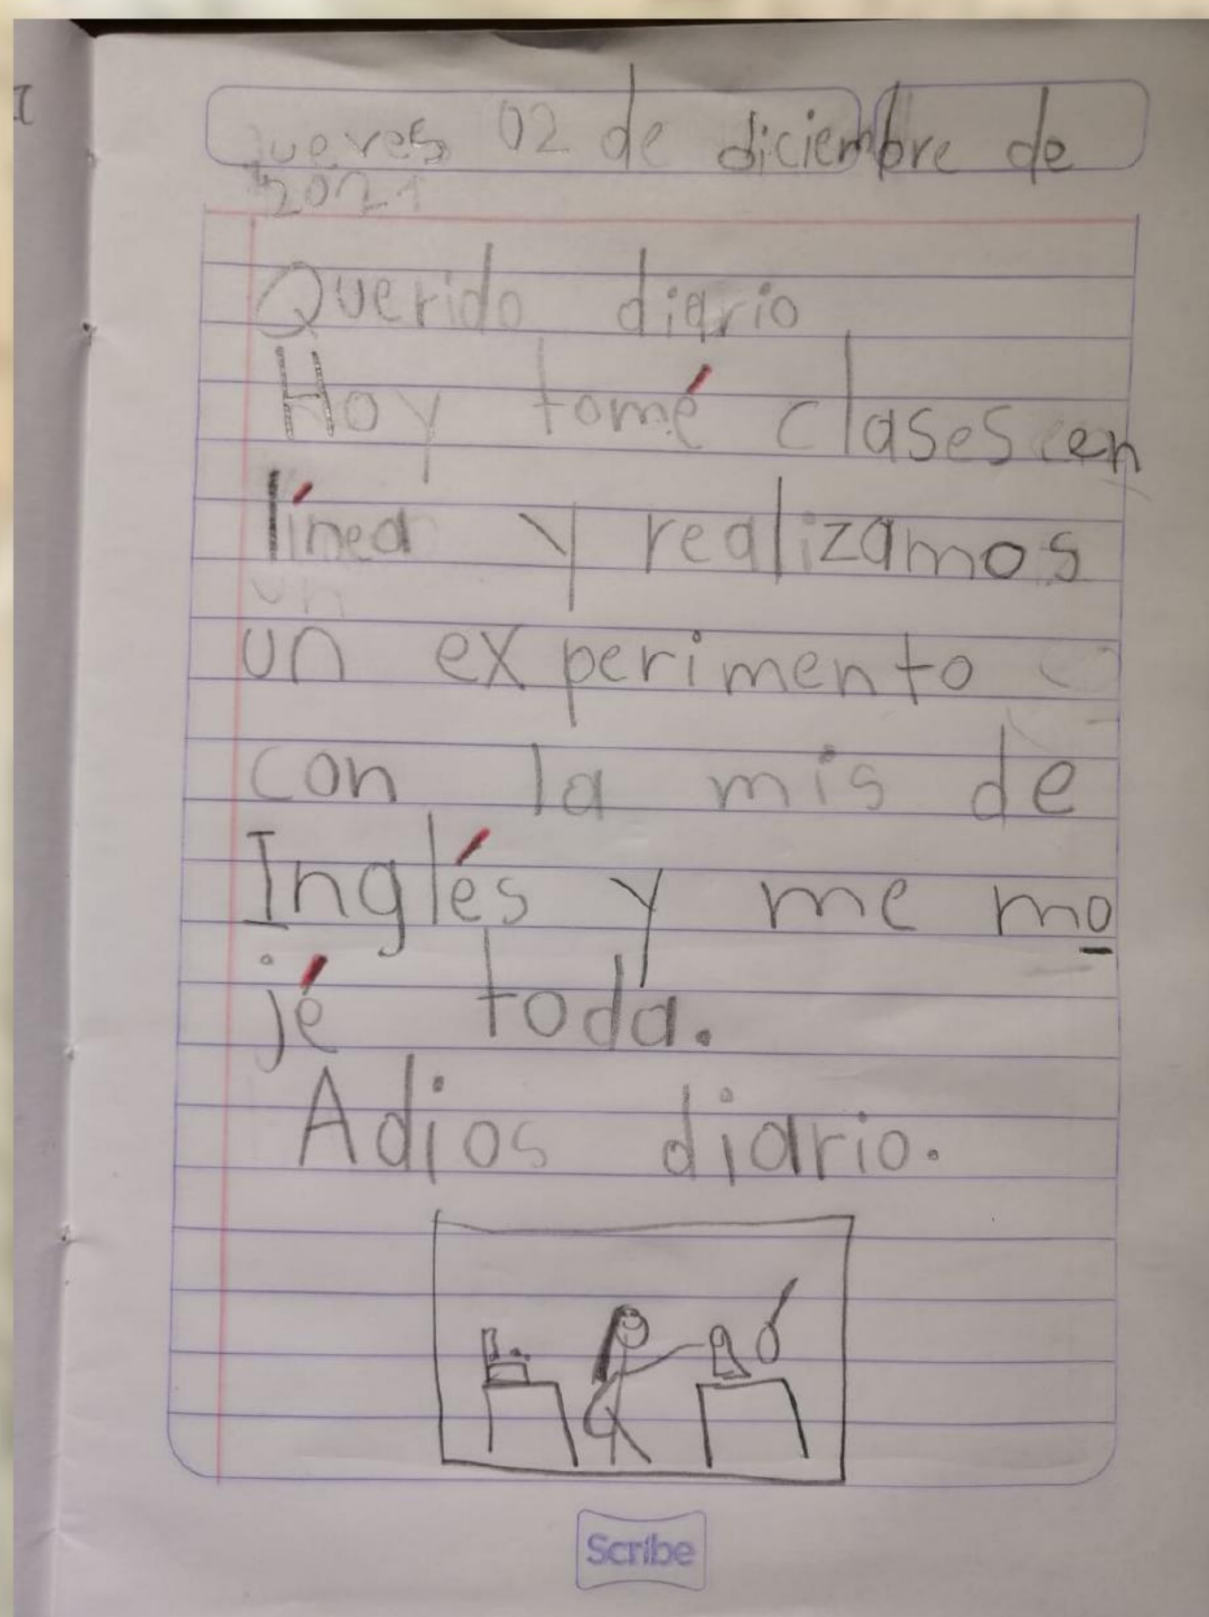 I
jueves 02 de diciembre de
2021
Querido diario
Hoy tomé clases en
línea y realizamos
un
un experimento
con la mis de
Inglés y me mo
jé toda.
Adios diario.
Scribe